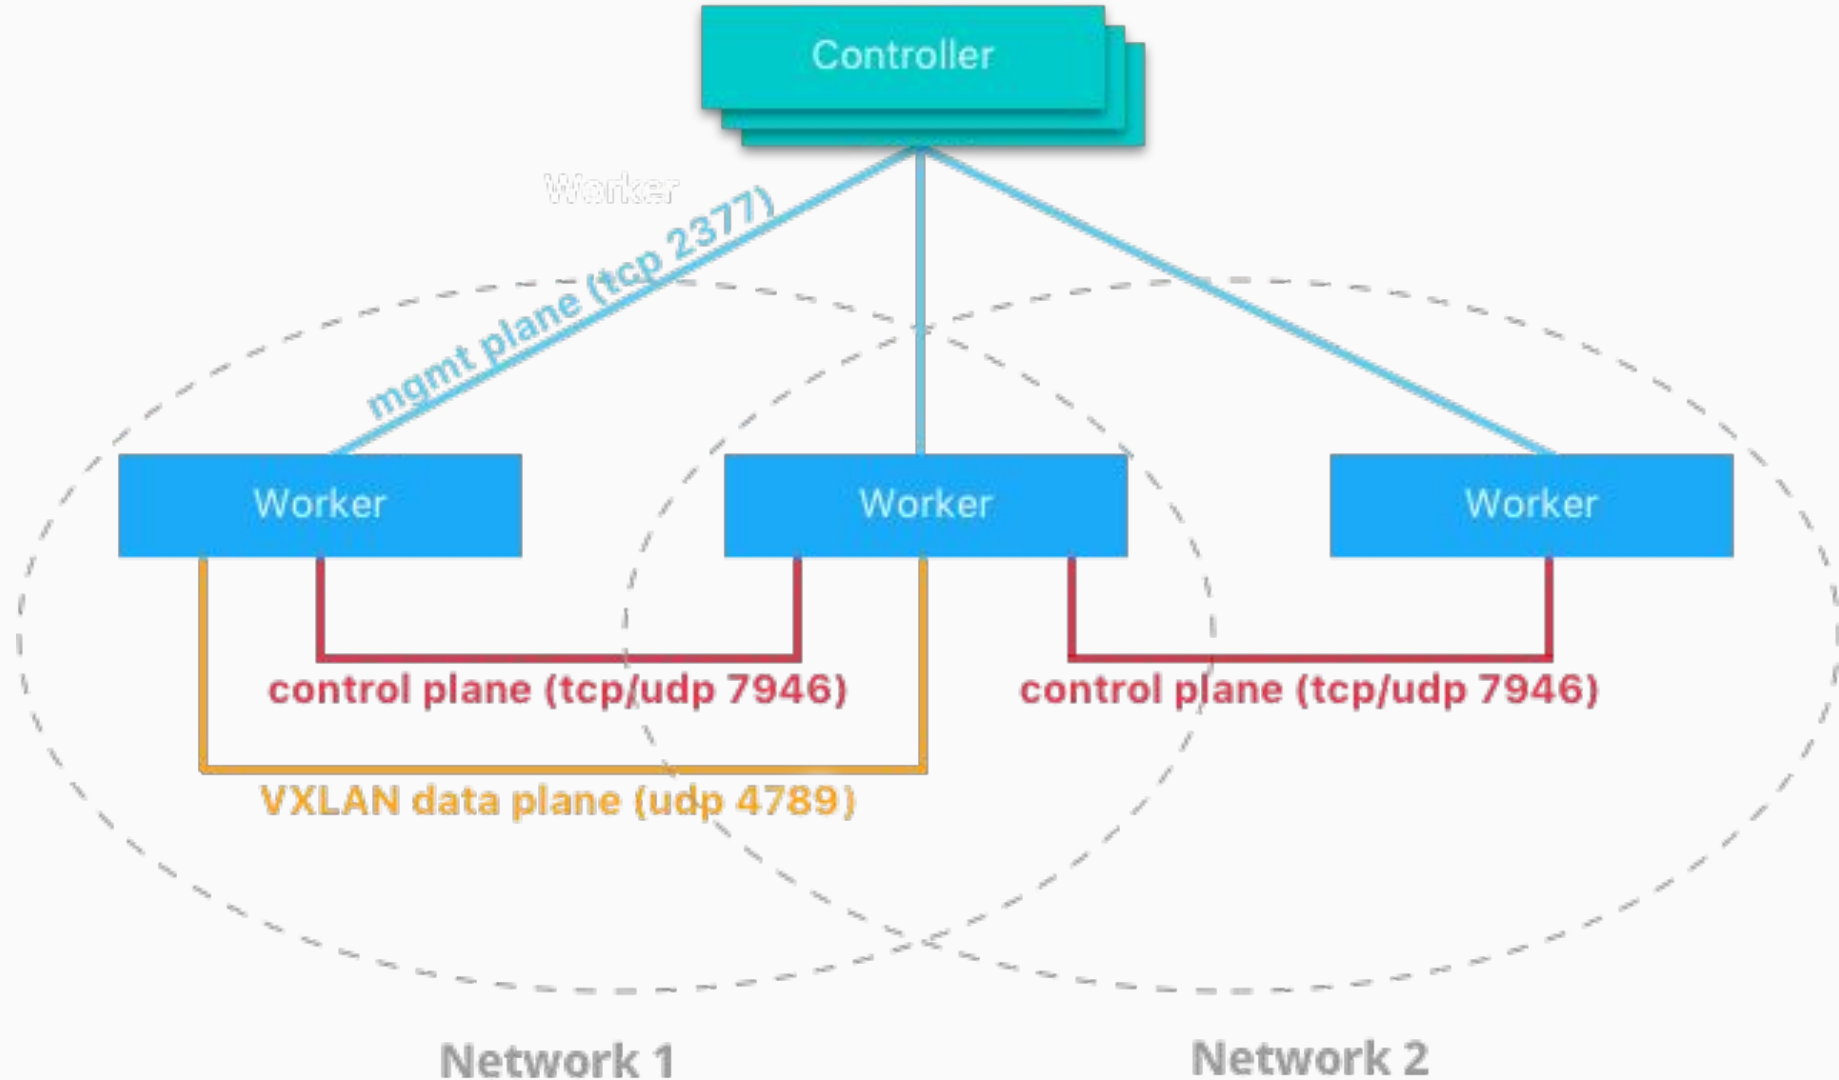 Controller
Worker
mgmt plane (tcp 2377)
Worker
Worker
Worker
control plane (tcp/udp 7946)
control plane (tcp/udp 7946)
VXLAN data plane (udp 4789)
Network 1
Network 2